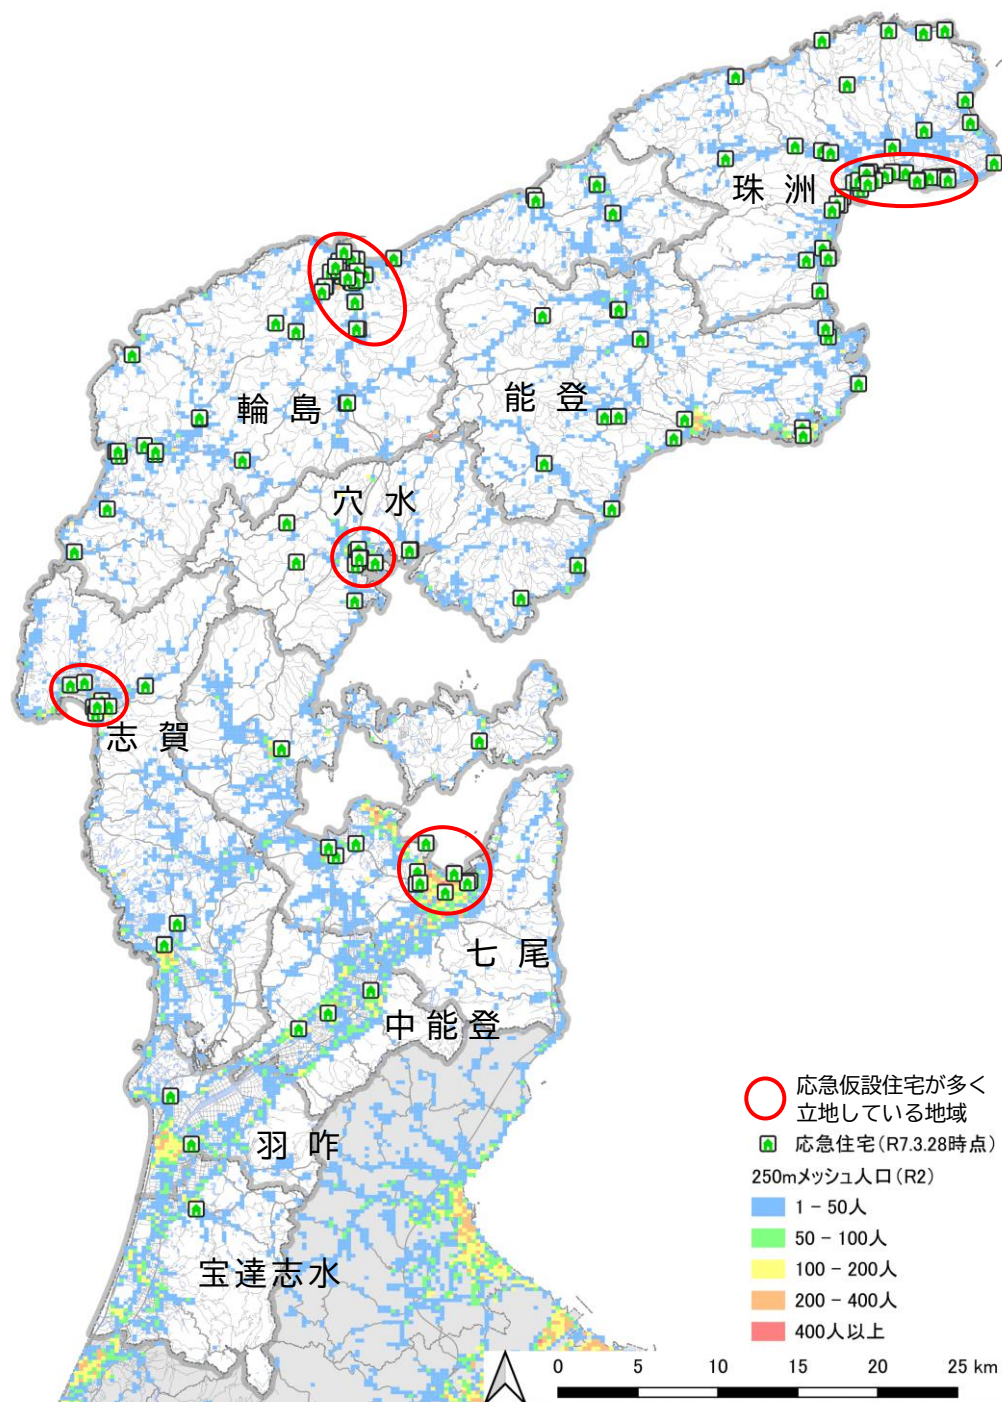 珠洲
輪島
能登
穴水
志賀
七尾
中能登
羽咋
宝達志水
応急仮設住宅が多く
立地している地域
応急住宅(R7.3.28時点)
250mメッシュ人口(R2)
1 - 50人
50 - 100人
100 - 200人
200 - 400人
400人以上
0 5 10 15 20 25 km